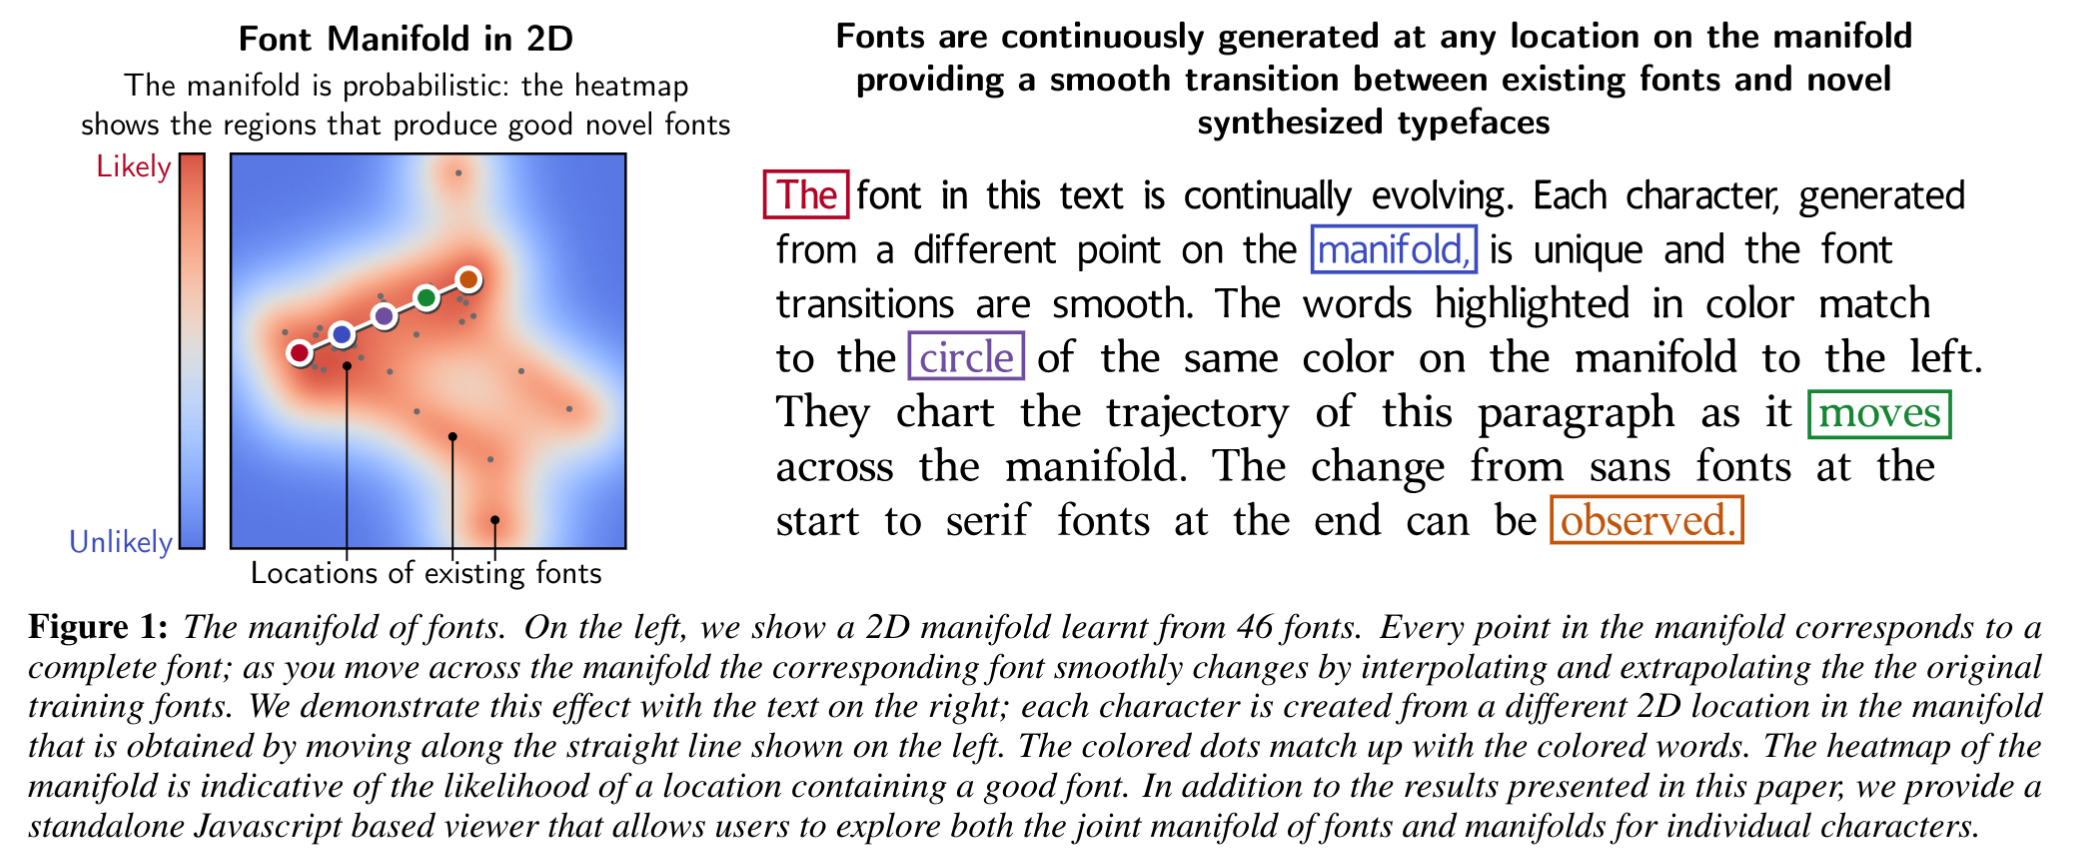 Font Manifold in 2D
The manifold is probabilistic: the heatmap
shows the regions that produce good novel fonts
Likely
Unlikely
Locations of existing fonts
Fonts are continuously generated at any location on the manifold
providing a smooth transition between existing fonts and novel
synthesized typefaces
The font in this text is continually evolving. Each character, generated
from a different point on the manifold, is unique and the font
transitions are smooth. The words highlighted in color match
to the circle of the same color on the manifold to the left.
They chart the trajectory of this paragraph as it moves
across the manifold. The change from sans fonts at the
start to serif fonts at the end can be observed.
Figure 1: The manifold of fonts. On the left, we show a 2D manifold learnt from 46 fonts. Every point in the manifold corresponds to a
complete font; as you move across the manifold the corresponding font smoothly changes by interpolating and extrapolating the the original
training fonts. We demonstrate this effect with the text on the right; each character is created from a different 2D location in the manifold
that is obtained by moving along the straight line shown on the left. The colored dots match up with the colored words. The heatmap of the
manifold is indicative of the likelihood of a location containing a good font. In addition to the results presented in this paper, we provide a
standalone Javascript based viewer that allows users to explore both the joint manifold of fonts and manifolds for individual characters.